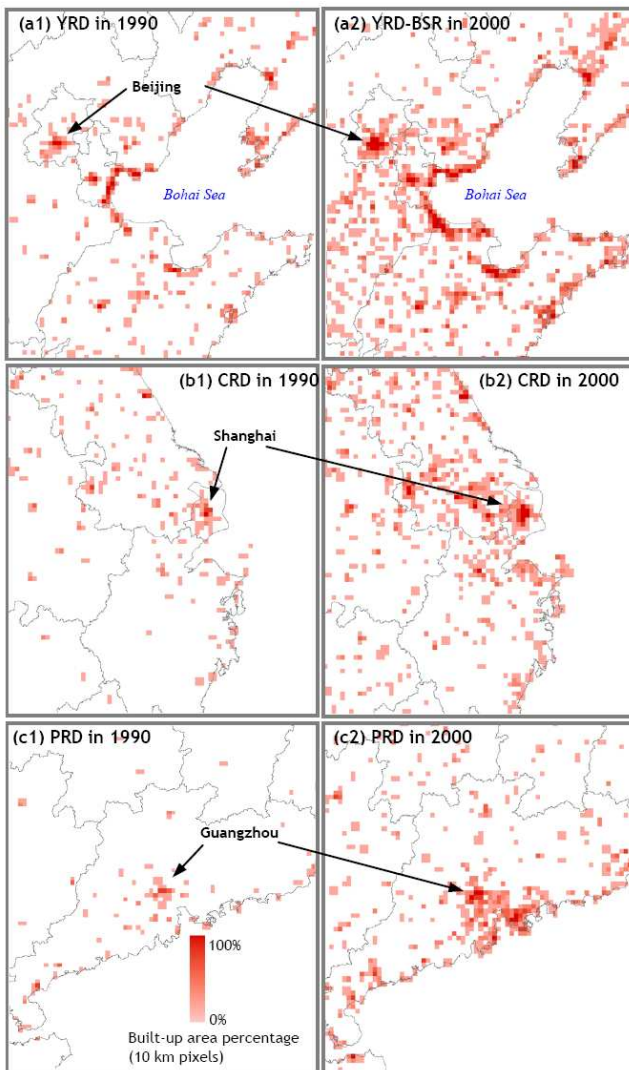 (a1) YRD in 1990
(a2) YRD-BSR in 2000
Beijing
Bohai Sea
Bohai Sea
(b1) CRD in 1990
(b2) CRD in 2000
Shanghai
(c1) PRD in 1990
(c2) PRD in 2000
Guangzhou
100%
0%
Built-up area percentage
(10 km pixels)